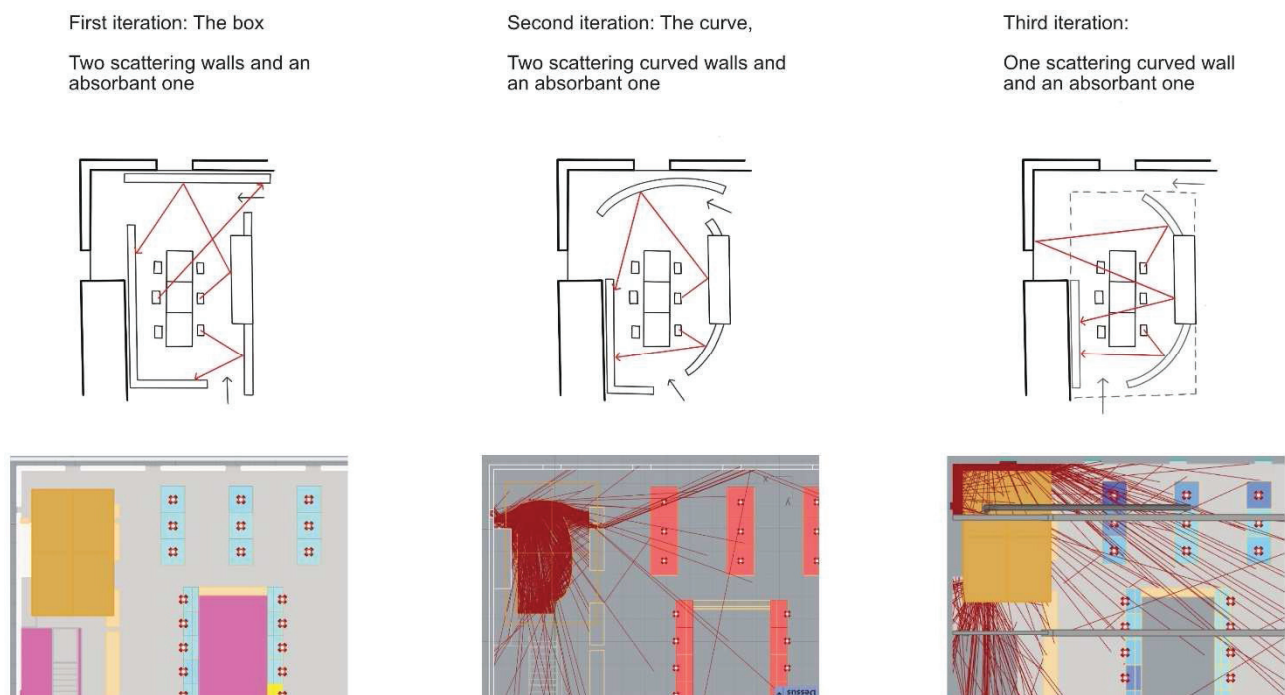 First iteration: The box
Two scattering walls and an
absorbant one
Second iteration: The curve,
Two scattering curved walls and
an absorbant one
Third iteration:
One scattering curved wall
and an absorbant one
x
y
Dessus